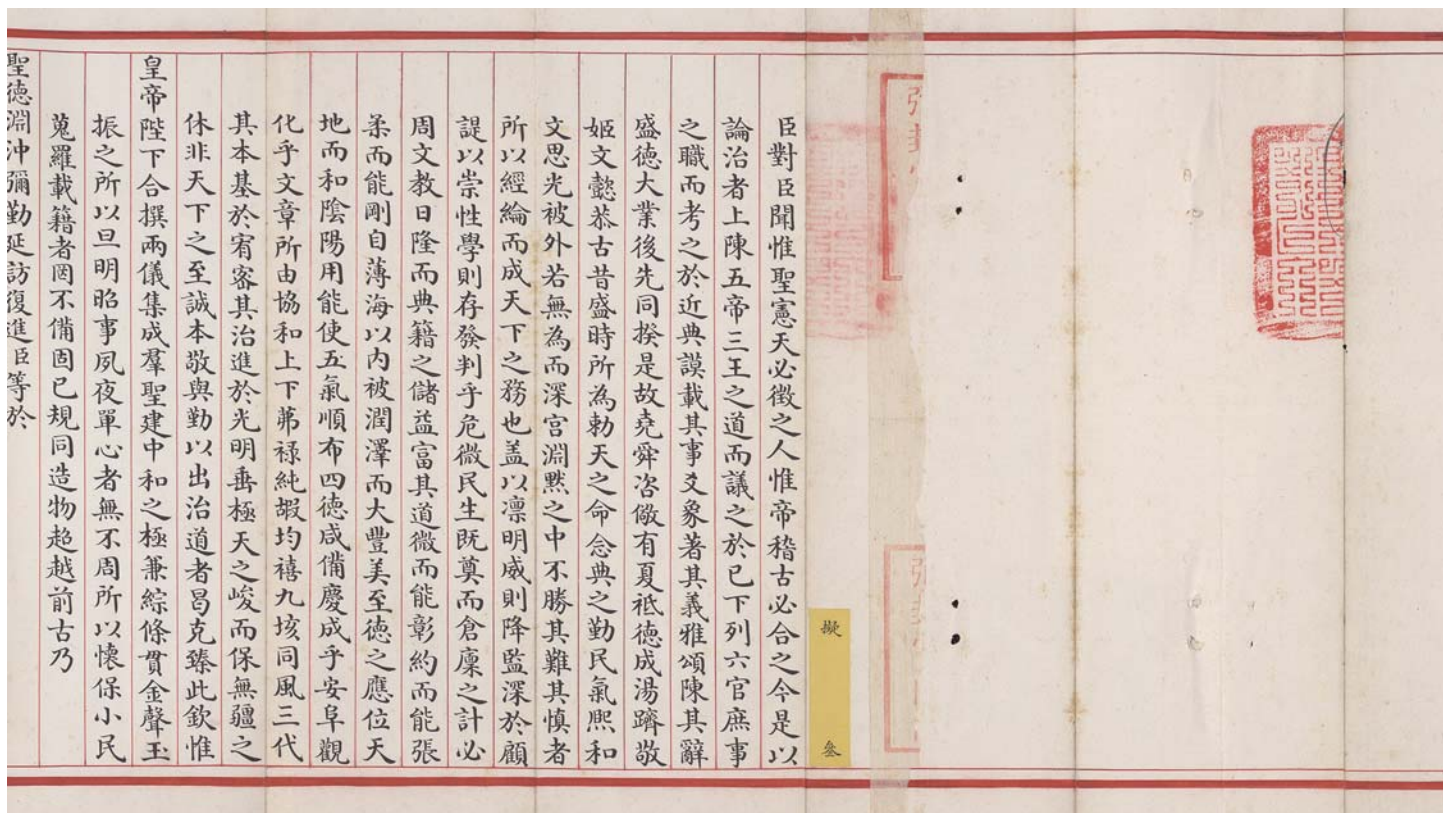 擬 叁
臣對臣聞惟聖憲天必徵之人惟帝稽古必合之今是以
論治者上陳五帝三王之道而議之於已下列六官庶事
之職而考之於近典謨載其事爻象著其義雅頌陳其辭
盛德大業後先同揆是故堯舜咨儆有夏祗德成湯躋敬
姬文懿恭古昔盛時所為勅天之命念典之勤民氣熙和
文思光被外若無為而深宮淵默之中不勝其難其慎者
所以經綸而成天下之務也盖以凛明威則降監深於顧
諟以崇性學則存發判乎危微民生既奠而倉廩之計必
周文教日隆而典籍之儲益富其道微而能彰約而能張
柔而能剛自薄海以內被潤澤而大豐美至德之應位天
地而和陰陽用能使五氣順布四德咸備慶成乎安阜觀
化乎文章所由協和上下茀祿純嘏均禧九垓同風三代
其本基於宥密其治進於光明垂極天之峻而保無疆之
休非天下之至誠本敬與勤以出治道者曷克臻此欽惟
皇帝陛下合撰兩儀集成羣聖建中和之極兼綜條貫金聲玉
振之所以旦明昭事夙夜單心者無不周所以懷保小民
蒐羅載籍者罔不備固已規同造物超越前古乃
聖德淵沖彌勤延訪復進臣等於